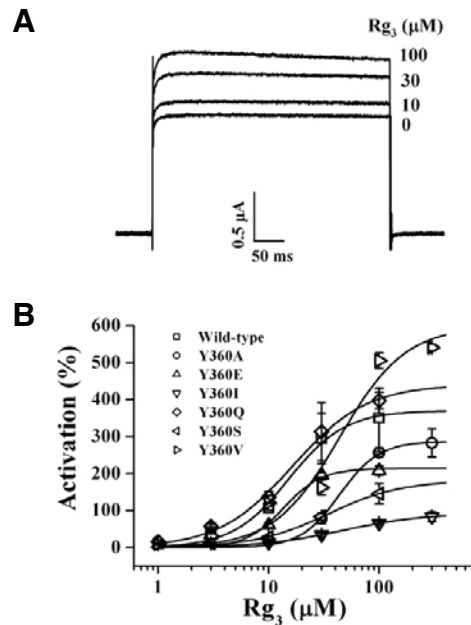 A
Rg3 (μM)
100
30
10
0
0.5 μA
50 ms
B
600
500
400
300
200
100
0
Activation (%)
Wild-type
Y360A
Y360E
Y360I
Y360Q
Y360S
Y360V
1 10 100
Rg3 (μM)